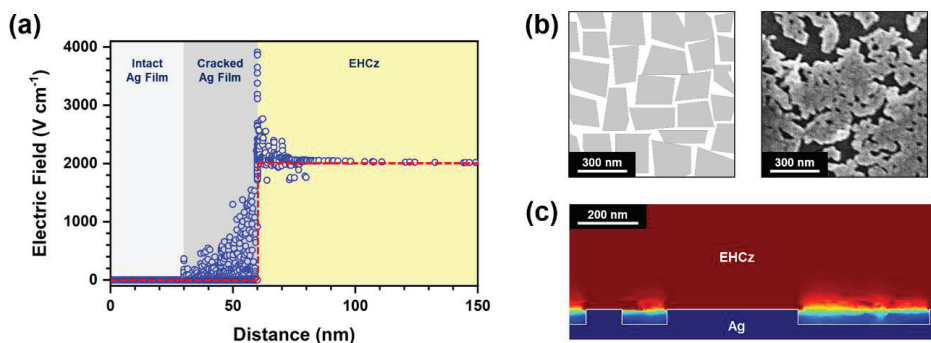 (a)
Electric Field (V cm⁻¹)
4000
3000
2000
1000
0
Intact
Ag Film
Cracked
Ag Film
EHCz
0
50
100
150
Distance (nm)
(b)
300 nm
300 nm
(c)
200 nm
EHCz
Ag